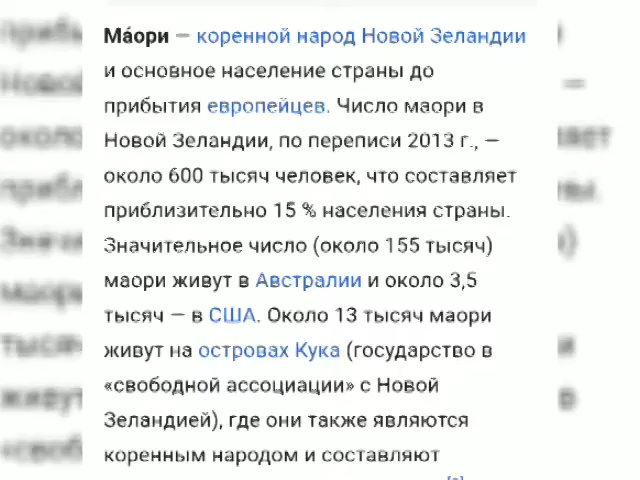 Ма́ори — коренной народ Новой Зеландии
и основное население страны до
прибытия европейцев. Число маори в
Новой Зеландии, по переписи 2013 г., —
около 600 тысяч человек, что составляет
приблизительно 15 % населения страны.
Значительное число (около 155 тысяч)
маори живут в Австралии и около 3,5
тысяч — в США. Около 13 тысяч маори
живут на островах Кука (государство в
«свободной ассоциации» с Новой
Зеландией), где они также являются
коренным народом и составляют